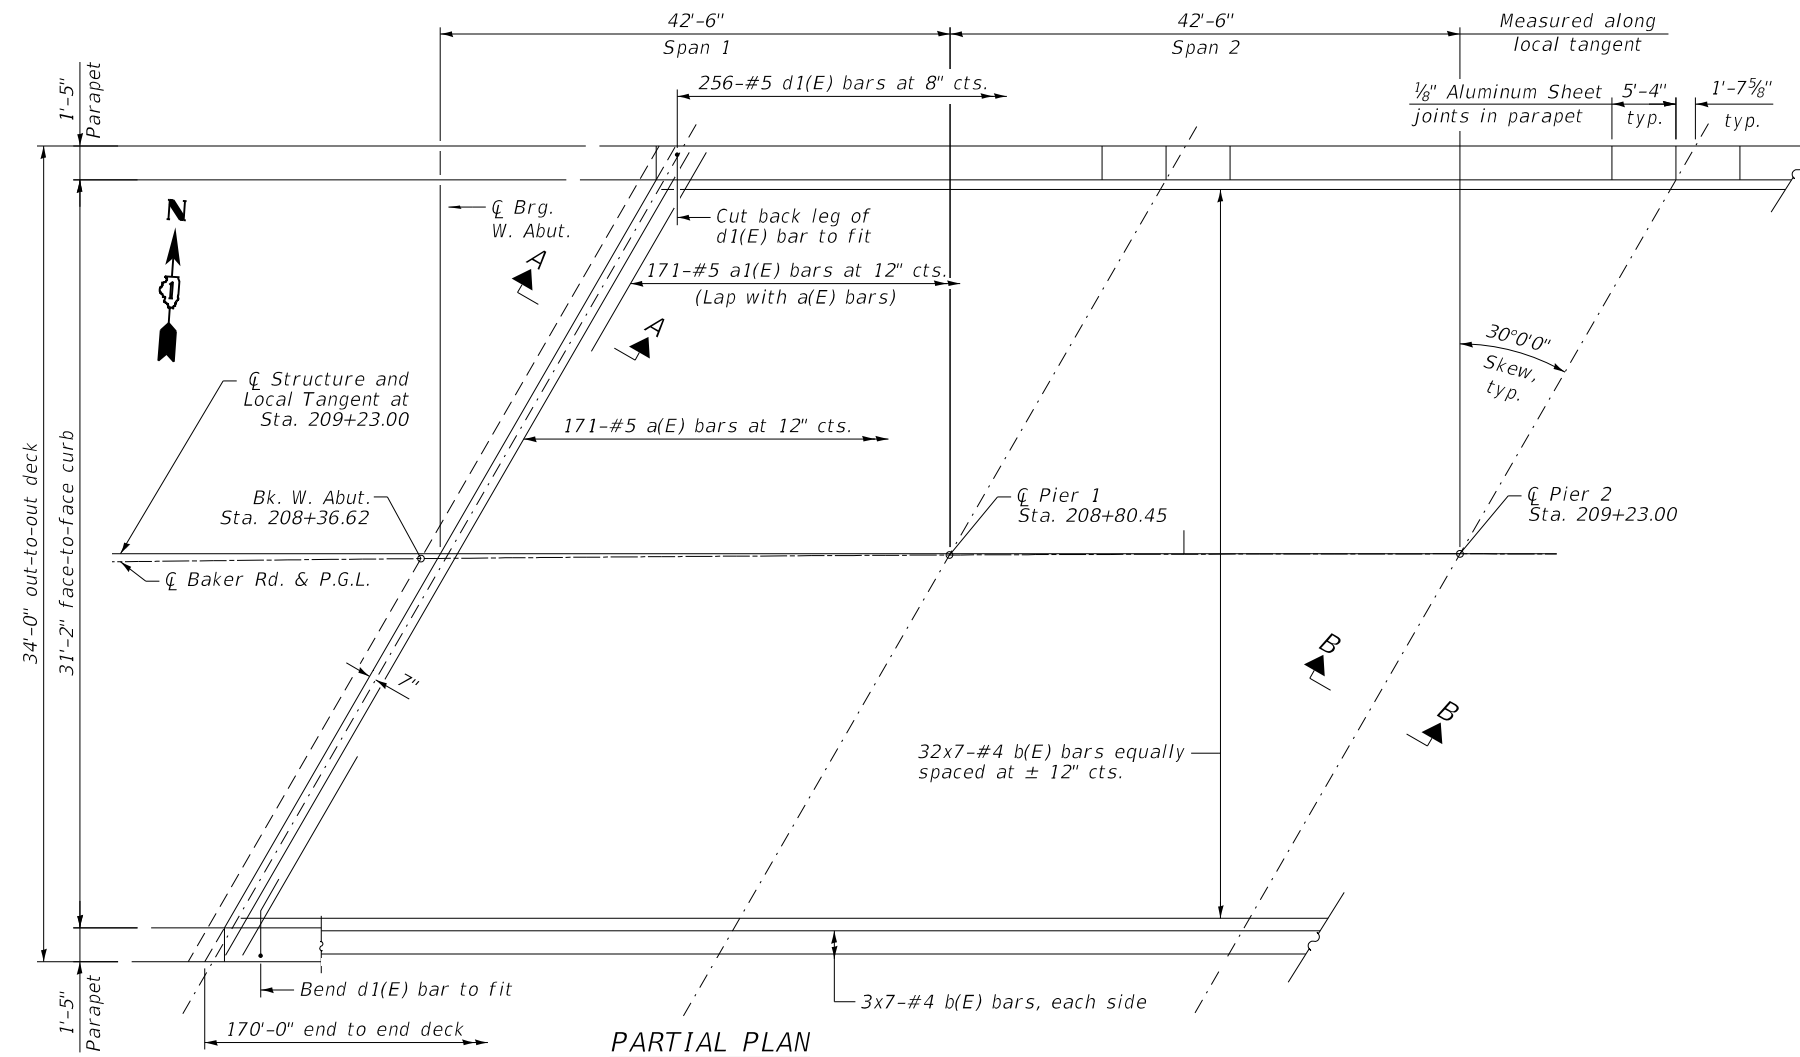 42'-6"
Span 1
42'-6"
Span 2
Measured along
local tangent
256-#5 d1(E) bars at 8" cts.
1'-5"
Parapet
⅛" Aluminum Sheet
joints in parapet
5'-4"
typ.
1'-7⅝"
typ.
N
1
℄ Brg.
W. Abut.
Cut back leg of
d1(E) bar to fit
A
171-#5 a1(E) bars at 12" cts.
(Lap with a(E) bars)
A
30°0'0"
Skew,
typ.
℄ Structure and
Local Tangent at
Sta. 209+23.00
171-#5 a(E) bars at 12" cts.
34'-0" out-to-out deck
31'-2" face-to-face curb
Bk. W. Abut.
Sta. 208+36.62
℄ Pier 1
Sta. 208+80.45
℄ Pier 2
Sta. 209+23.00
℄ Baker Rd. & P.G.L.
7"
B
B
32x7-#4 b(E) bars equally
spaced at ± 12" cts.
Bend d1(E) bar to fit
3x7-#4 b(E) bars, each side
1'-5"
Parapet
170'-0" end to end deck
PARTIAL PLAN